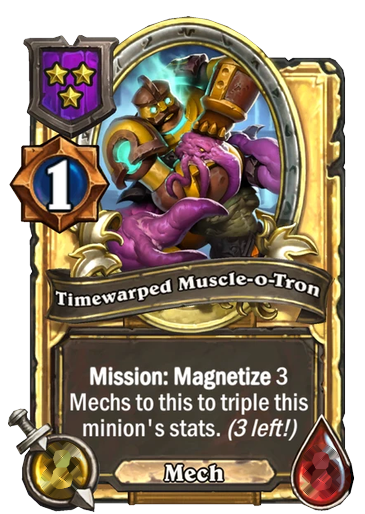 1
Timewarped Muscle-o-Tron
Mission: Magnetize 3
Mechs to this to triple this
minion's stats. (3 left!)
Mech